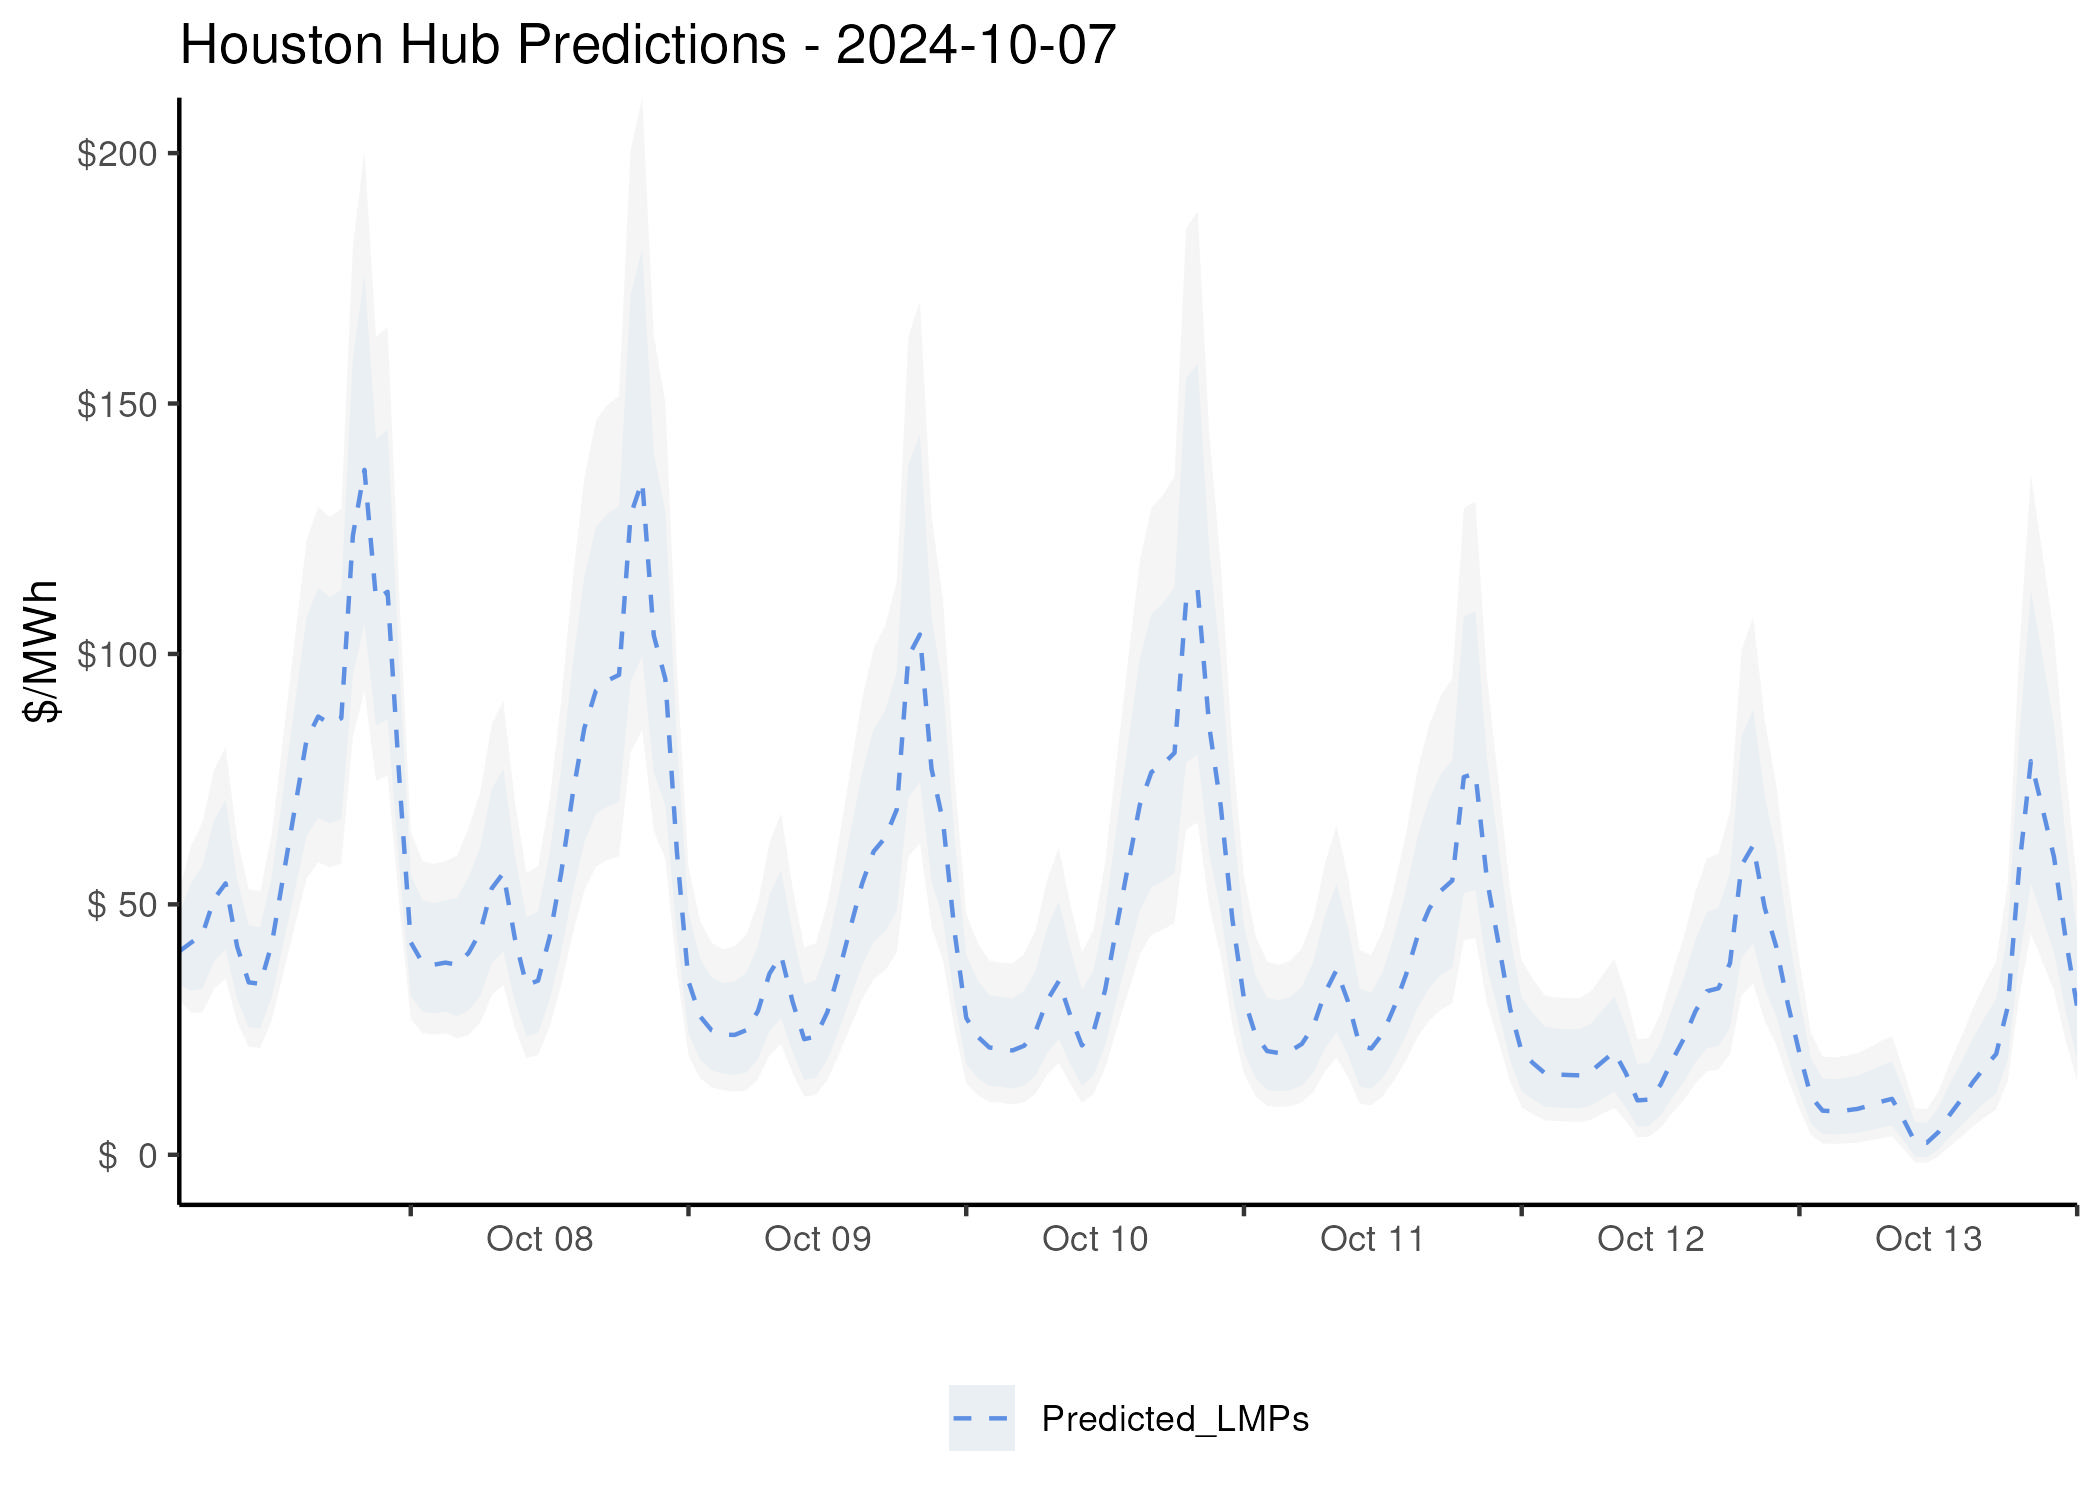 Houston Hub Predictions - 2024-10-07
$/MWh
$200
$150
$100
$ 50
$ 0
Oct 08 Oct 09 Oct 10 Oct 11 Oct 12 Oct 13
Predicted_LMPs